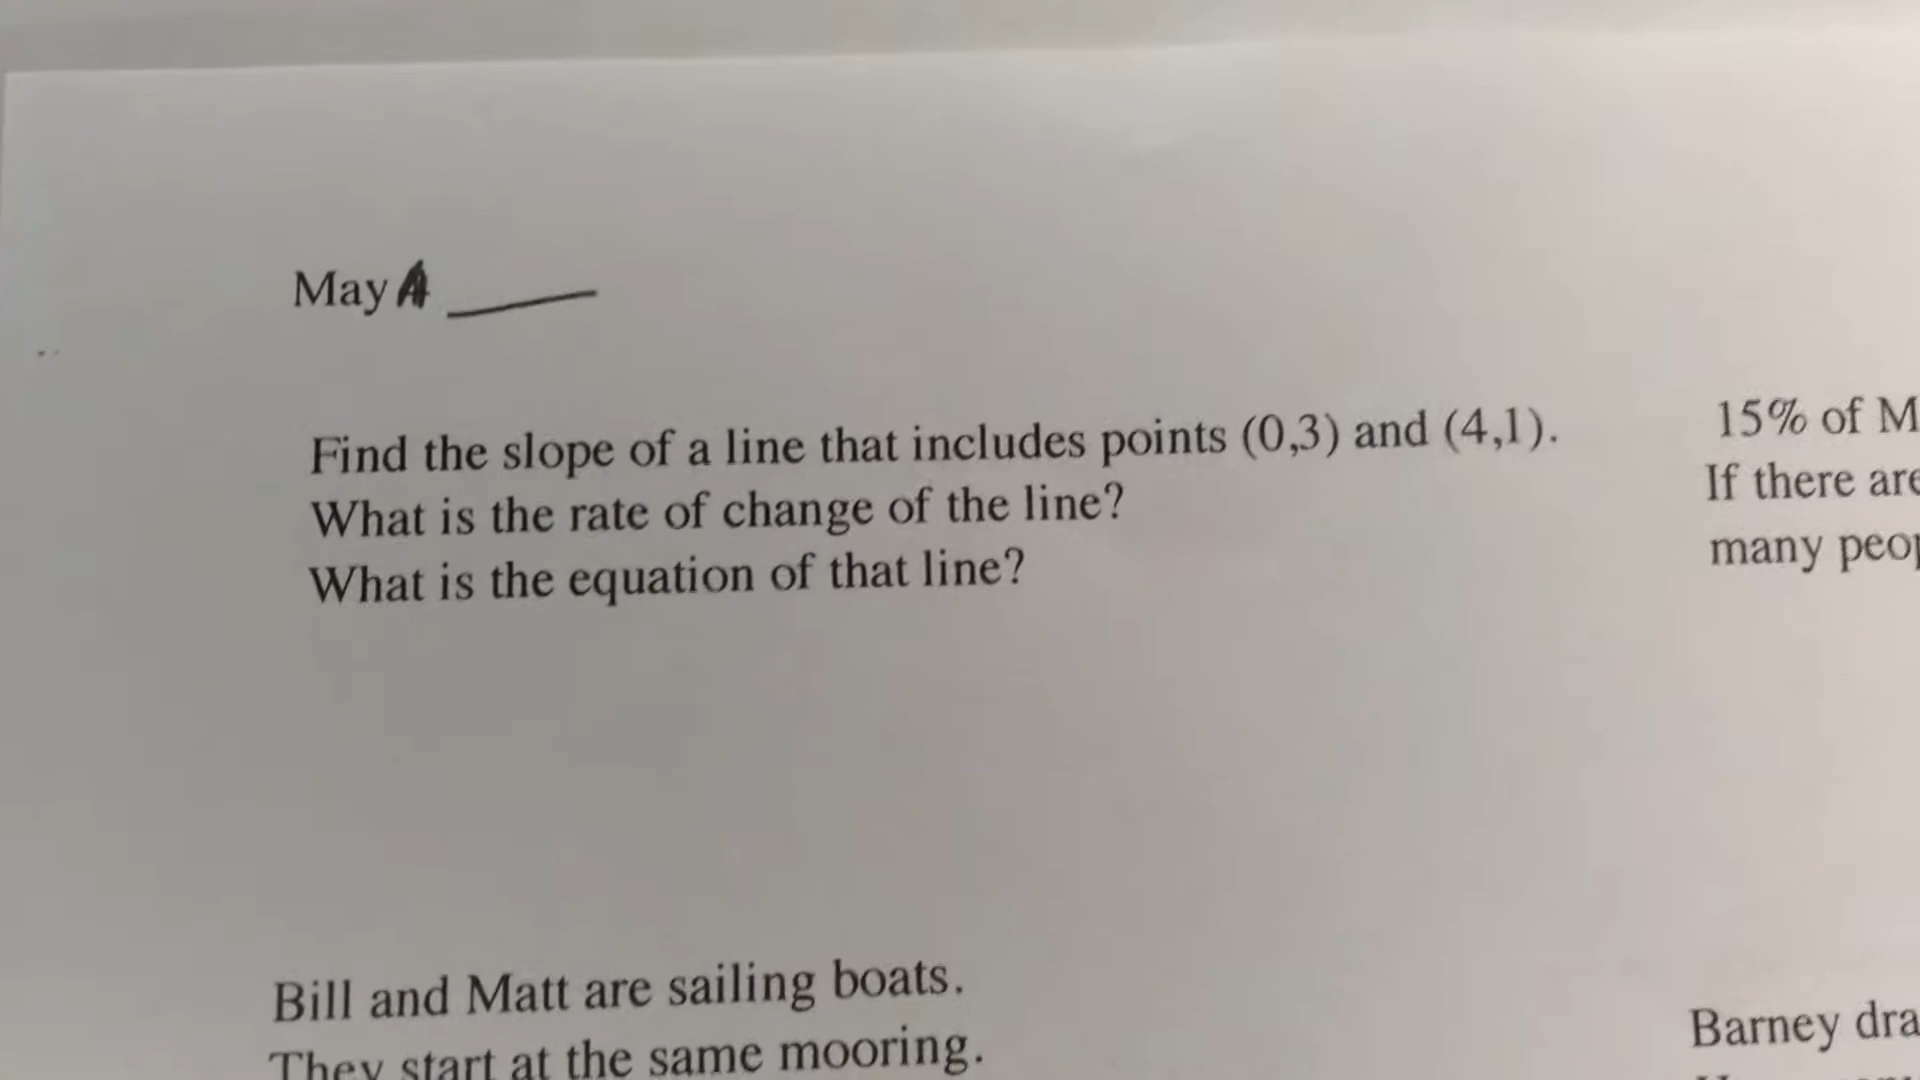 May
Find the slope of a line that includes points (0,3) and (4,1).
What is the rate of change of the line?
What is the equation of that line?
15% of M
If there are
many peop
Bill and Matt are sailing boats.
They start at the same mooring.
Barney dra